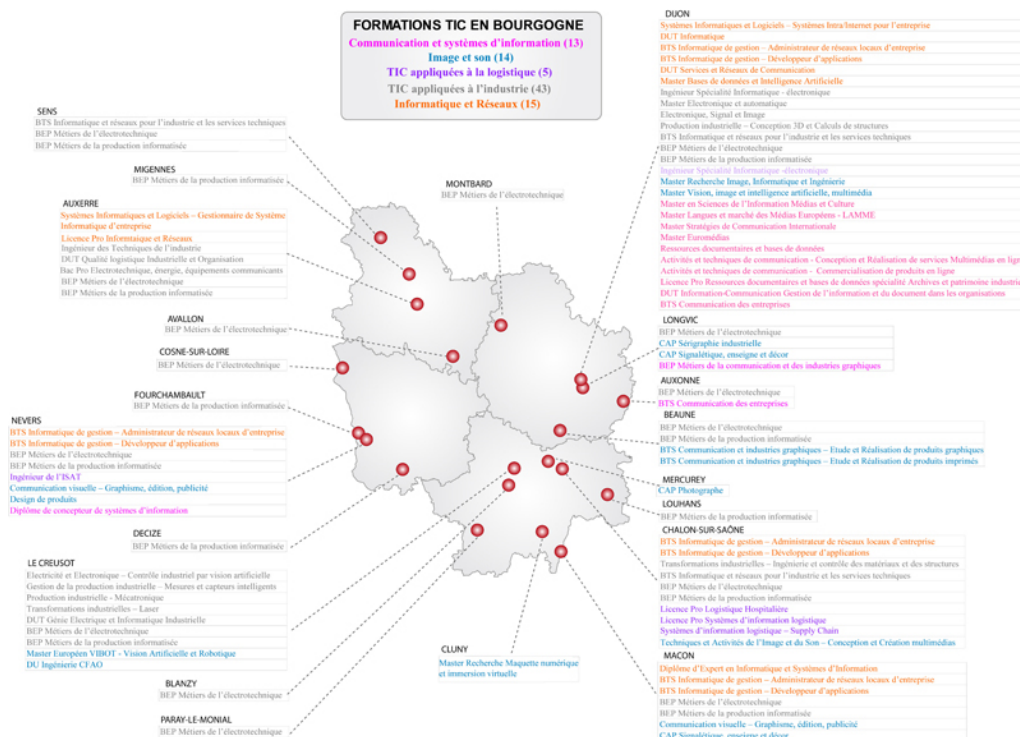 FORMATIONS TIC EN BOURGOGNE
Communication et systèmes d'information (13)
Image et son (14)
TIC appliquées à la logistique (5)
TIC appliquées à l'industrie (43)
Informatique et Réseaux (15)
SENS
BTS Informatique et réseaux pour l'industrie et les services techniques
BEP Métiers de l'électrotechnique
BEP Métiers de la production informatisée
MIGENNES
BEP Métiers de la production informatisée
AUXERRE
Systèmes Informatiques et Logiciels – Gestionnaire de Système
Informatique d'entreprise
Licence Pro Informtaique et Réseaux
Ingénieur des Techniques de l'industrie
DUT Qualité logistique Industrielle et Organisation
Bac Pro Electrotechnique, énergie, équipements communicants
BEP Métiers de l'électrotechnique
BEP Métiers de la production informatisée
AVALLON
BEP Métiers de l'électrotechnique
COSNE-SUR-LOIRE
BEP Métiers de l'électrotechnique
FOURCHAMBAULT
BEP Métiers de la production informatisée
NEVERS
BTS Informatique de gestion – Administrateur de réseaux locaux d'entreprise
BTS Informatique de gestion – Développeur d'applications
BEP Métiers de l'électrotechnique
BEP Métiers de la production informatisée
Ingénieur de l'ISAT
Communication visuelle – Graphisme, édition, publicité
Design de produits
Diplôme de concepteur de systèmes d'information
DECIZE
BEP Métiers de la production informatisée
LE CREUSOT
Electricité et Electronique – Contrôle industriel par vision artificielle
Gestion de la production industrielle – Mesures et capteurs intelligents
Production industrielle - Mécatronique
Transformations industrielles – Laser
DUT Génie Electrique et Informatique Industrielle
BEP Métiers de l'électrotechnique
BEP Métiers de la production informatisée
Master Européen VIBOT - Vision Artificielle et Robotique
DU Ingénierie CFAO
BLANZY
BEP Métiers de l'électrotechnique
PARAY-LE-MONIAL
BEP Métiers de l'électrotechnique
MONTBARD
BEP Métiers de l'électrotechnique
CLUNY
Master Recherche Maquette numérique
et immersion virtuelle
DIJON
Systèmes Informatiques et Logiciels – Systèmes Intra/Internet pour l'entreprise
DUT Informatique
BTS Informatique de gestion – Administrateur de réseaux locaux d'entreprise
BTS Informatique de gestion – Développeur d'applications
DUT Services et Réseaux de Communication
Master Bases de données et Intelligence Artificielle
Ingénieur Spécialité Informatique - électronique
Master Electronique et automatique
Electronique, Signal et Image
Production industrielle – Conception 3D et Calculs de structures
BTS Informatique et réseaux pour l'industrie et les services techniques
BEP Métiers de l'électrotechnique
BEP Métiers de la production informatisée
Ingénieur Spécialité Informatique -électronique
Master Recherche Image, Informatique et Ingénierie
Master Vision, image et intelligence artificielle, multimédia
Master en Sciences de l'Information Médias et Culture
Master Langues et marché des Médias Européens - LAMME
Master Stratégies de Communication Internationale
Master Euromédias
Ressources documentaires et bases de données
Activités et techniques de communication - Conception et Réalisation de services Multimédias en lign
Activités et techniques de communication - Commercialisation de produits en ligne
Licence Pro Ressources documentaires et bases de données spécialité Archives et patrimoine industrie
DUT Information-Communication Gestion de l'information et du document dans les organisations
BTS Communication des entreprises
LONGVIC
BEP Métiers de l'électrotechnique
CAP Sérigraphie industrielle
CAP Signalétique, enseigne et décor
BEP Métiers de la communication et des industries graphiques
AUXONNE
BEP Métiers de l'électrotechnique
BTS Communication des entreprises
BEAUNE
BEP Métiers de l'électrotechnique
BEP Métiers de la production informatisée
BTS Communication et industries graphiques – Etude et Réalisation de produits graphiques
BTS Communication et industries graphiques – Etude et Réalisation de produits imprimés
MERCUREY
CAP Photographe
LOUHANS
BEP Métiers de la production informatisée
CHALON-SUR-SAÔNE
BTS Informatique de gestion – Administrateur de réseaux locaux d'entreprise
BTS Informatique de gestion – Développeur d'applications
Transformations industrielles – Ingénierie et contrôle des matériaux et des structures
BTS Informatique et réseaux pour l'industrie et les services techniques
BEP Métiers de l'électrotechnique
BEP Métiers de la production informatisée
Licence Pro Logistique Hospitalière
Licence Pro Systèmes d'information logistique
Systèmes d'information logistique – Supply Chain
Techniques et Activités de l'Image et du Son – Conception et Création multimédias
MACON
Diplôme d'Expert en Informatique et Systèmes d'Information
BTS Informatique de gestion – Administrateur de réseaux locaux d'entreprise
BTS Informatique de gestion – Développeur d'applications
BEP Métiers de l'électrotechnique
BEP Métiers de la production informatisée
Communication visuelle – Graphisme, édition, publicité
CAP Signalétique, enseigne et décor